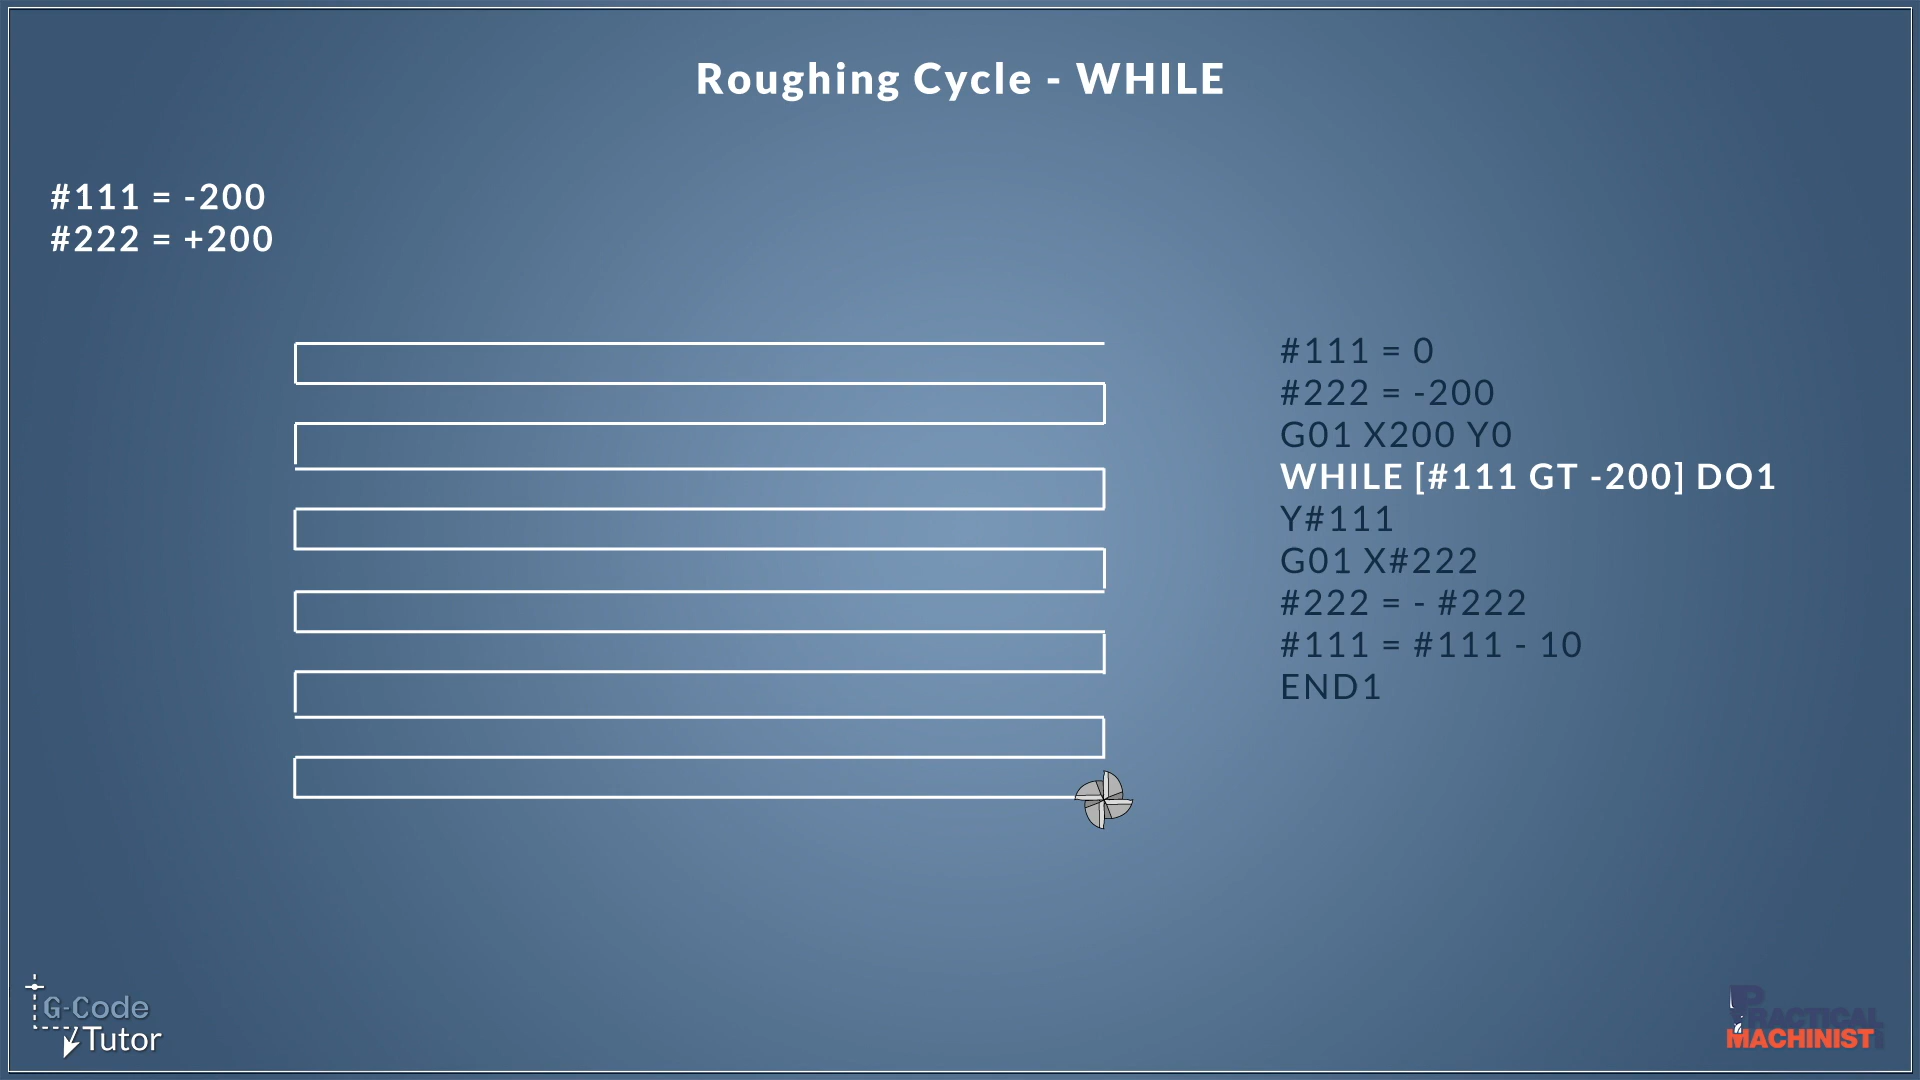 Roughing Cycle - WHILE
#111 = -200
#222 = +200
#111 = 0
#222 = -200
G01 X200 Y0
WHILE [#111 GT -200] DO1
Y#111
G01 X#222
#222 = - #222
#111 = #111 - 10
END1
G-Code
Tutor
PRACTICAL
MACHINIST